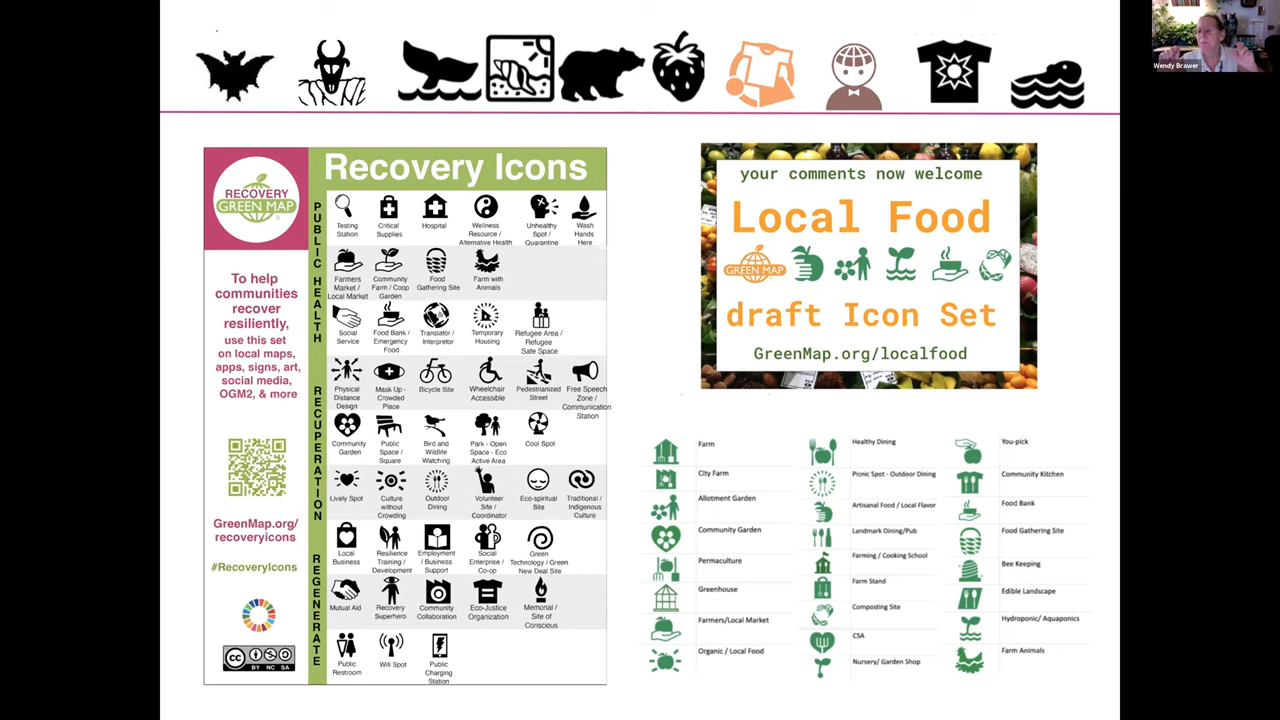 Wendy Brawer
RECOVERY
GREEN MAP
To help
communities
recover
resiliently,
use this set
on local maps,
apps, signs, art,
social media,
OGM2, & more
GreenMap.org/
recoveryicons
#RecoveryIcons
CC BY NC SA
Recovery Icons
PUBLIC HEALTH
Testing
Station
Critical
Supplies
Hospital
Wellness
Resource /
Alternative Health
Unhealthy
Spot /
Quarantine
Wash
Hands
Here
Farmers
Market /
Local Market
Community
Farm / Coop
Garden
Food
Gathering Site
Farm with
Animals
Social
Service
Food Bank /
Emergency
Food
Translator /
Interpretor
Temporary
Housing
Refugee Area /
Refugee
Safe Space
RECUPERATION
Physical
Distance
Design
Mask Up -
Crowded
Place
Bicycle Site
Wheelchair
Accessible
Pedestrianized
Street
Free Speech
Zone /
Communication
Station
Community
Garden
Public
Space /
Square
Bird and
Wildlife
Watching
Park - Open
Space - Eco
Active Area
Cool Spot
Lively Spot
Culture
without
Crowding
Outdoor
Dining
Volunteer
Site /
Coordinator
Eco-spiritual
Site
Traditional /
Indigenous
Culture
REGENERATE
Local
Business
Resilience
Training /
Development
Employment
/ Business
Support
Social
Enterprise /
Co-op
Green
Technology / Green
New Deal Site
Mutual Aid
Recovery
Superhero
Community
Collaboration
Eco-Justice
Organization
Memorial /
Site of
Conscious
Public
Restroom
Wifi Spot
Public
Charging
Station
your comments now welcome
Local Food
GREEN MAP
draft Icon Set
GreenMap.org/localfood
Farm
City Farm
Allotment Garden
Community Garden
Permaculture
Greenhouse
Farmers/Local Market
Organic / Local Food
Healthy Dining
Picnic Spot - Outdoor Dining
Artisanal Food / Local Flavor
Landmark Dining/Pub
Farming / Cooking School
Farm Stand
Composting Site
CSA
Nursery/ Garden Shop
You-pick
Community Kitchen
Food Bank
Food Gathering Site
Bee Keeping
Edible Landscape
Hydroponic/ Aquaponics
Farm Animals